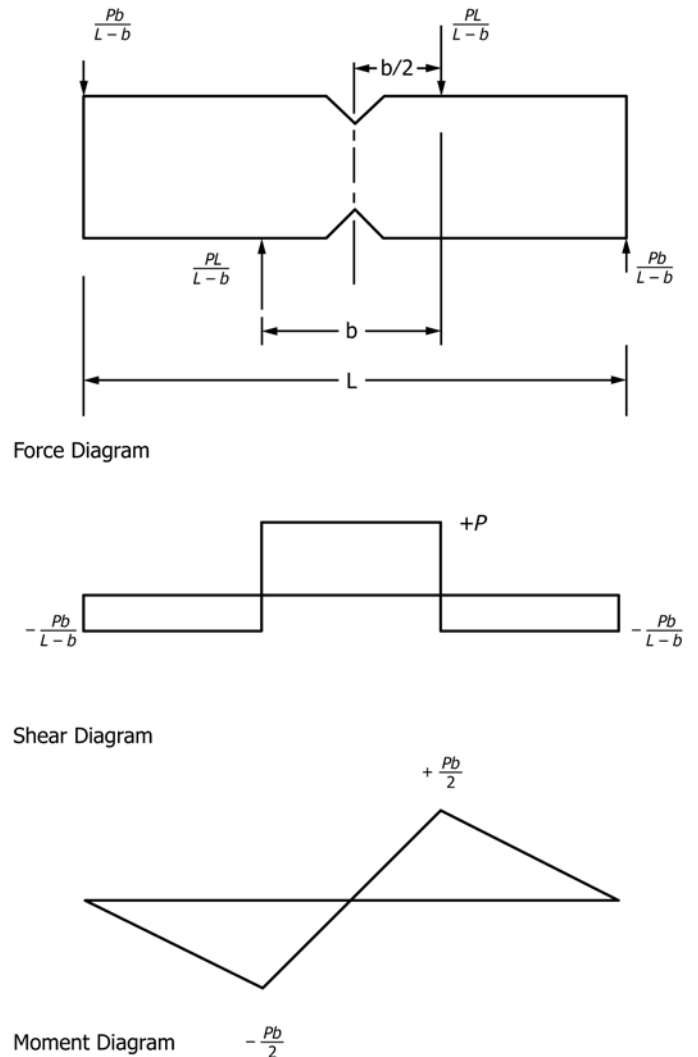 Pb/(L – b)
PL/(L – b)
b/2
PL/(L – b)
Pb/(L – b)
b
L
Force Diagram
+P
– Pb/(L – b)
– Pb/(L – b)
Shear Diagram
+ Pb/2
Moment Diagram
– Pb/2